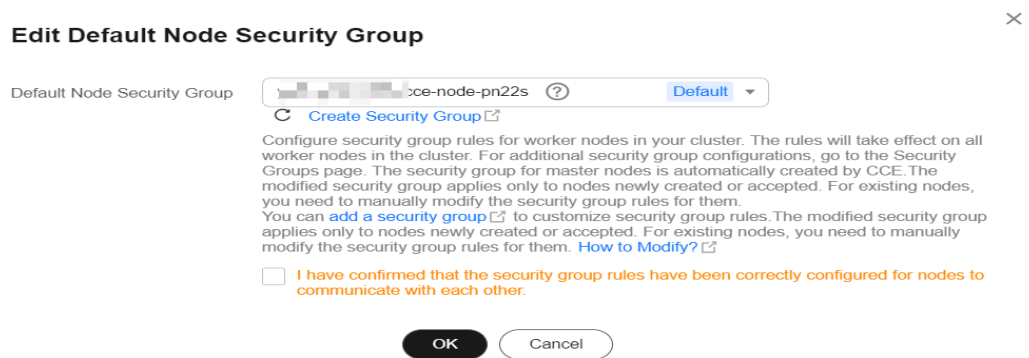 Edit Default Node Security Group
Default Node Security Group
cce-node-pn22s ? Default
Create Security Group
Configure security group rules for worker nodes in your cluster. The rules will take effect on all
worker nodes in the cluster. For additional security group configurations, go to the Security
Groups page. The security group for master nodes is automatically created by CCE.The
modified security group applies only to nodes newly created or accepted. For existing nodes,
you need to manually modify the security group rules for them.
You can add a security group to customize security group rules.The modified security group
applies only to nodes newly created or accepted. For existing nodes, you need to manually
modify the security group rules for them. How to Modify?
I have confirmed that the security group rules have been correctly configured for nodes to
communicate with each other.
OK Cancel